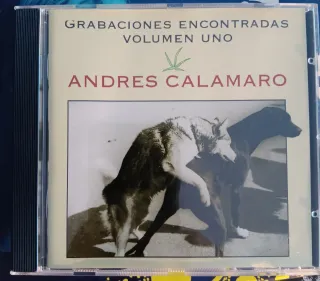 GRABACIONES ENCONTRADAS
VOLUMEN UNO
ANDRES CALAMARO